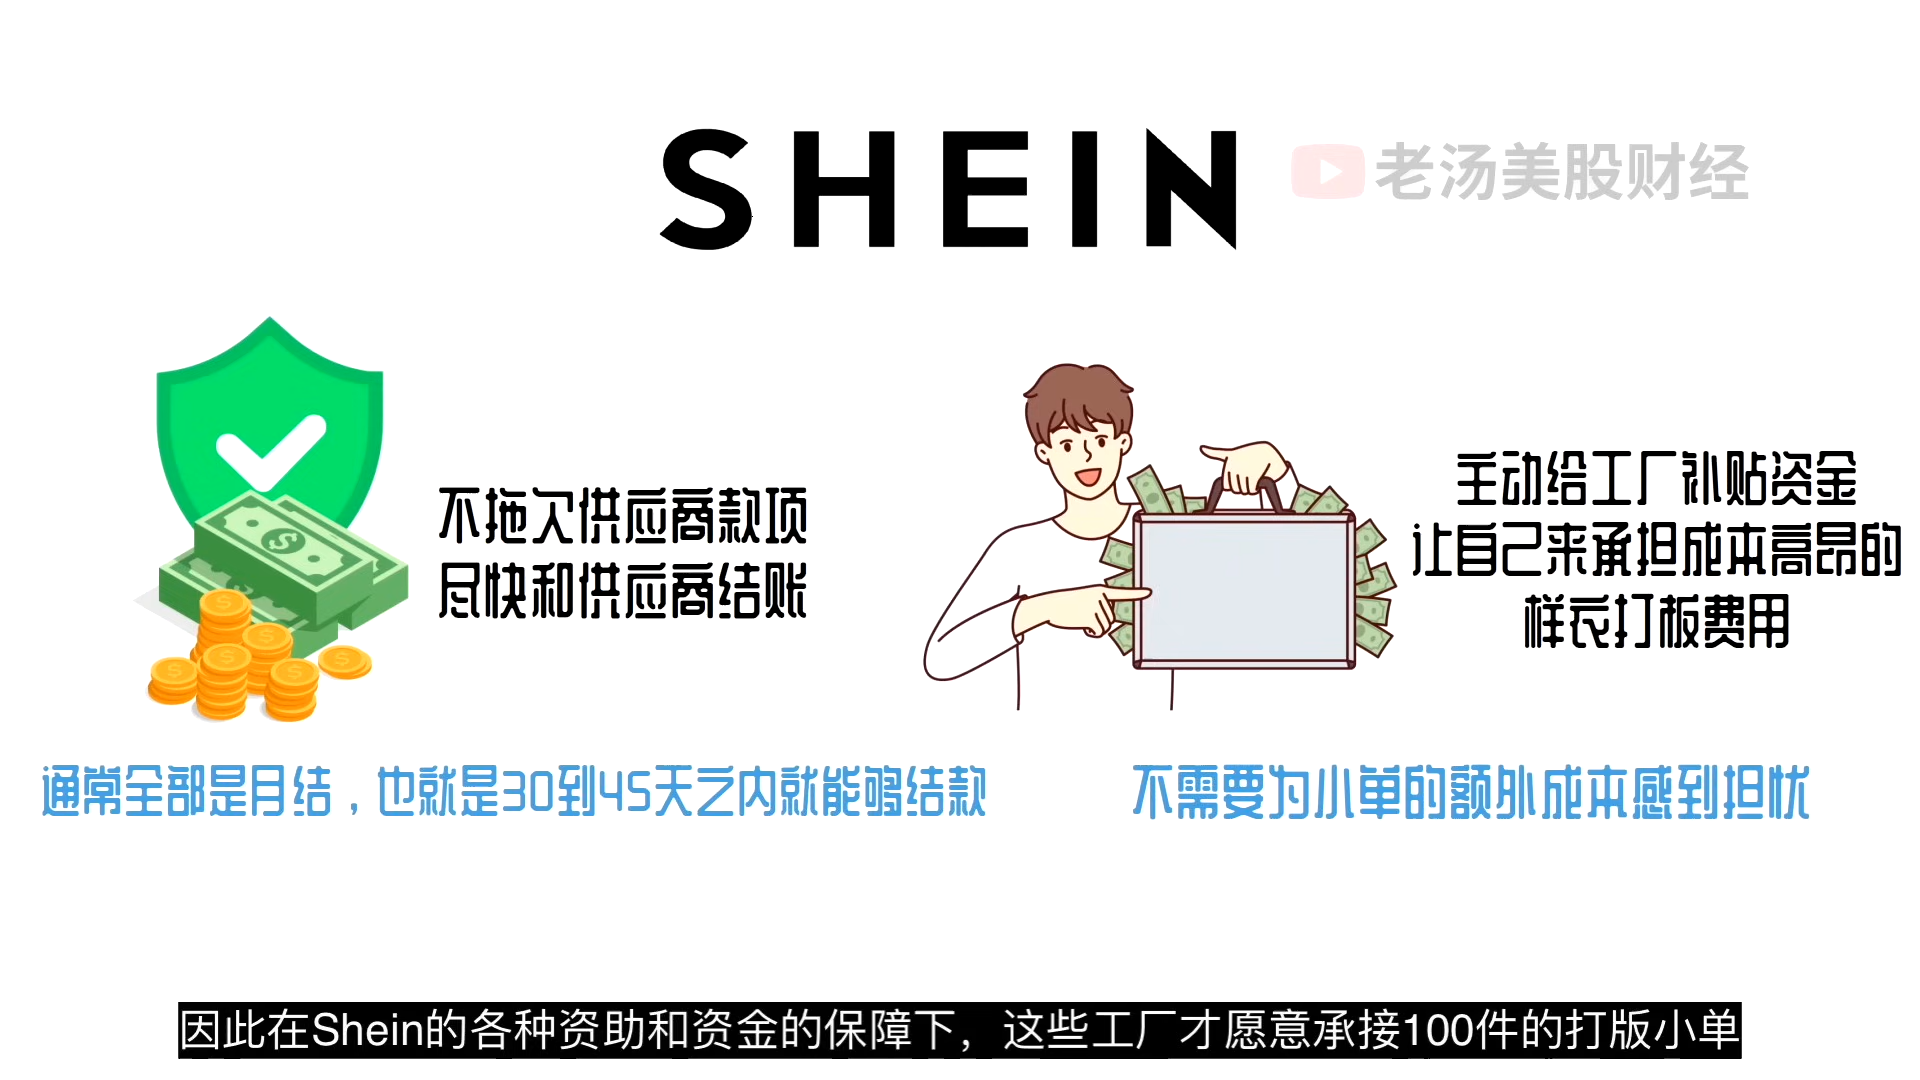 SHEIN
老汤美股财经
不拖欠供应商款项
尽快和供应商结账
主动给工厂补贴资金
让自己来承担成本高昂的
样衣打板费用
通常全部是月结，也就是30到45天之内就能够结款
不需要为小单的额外成本感到担忧
因此在Shein的各种资助和资金的保障下，这些工厂才愿意承接100件的打版小单